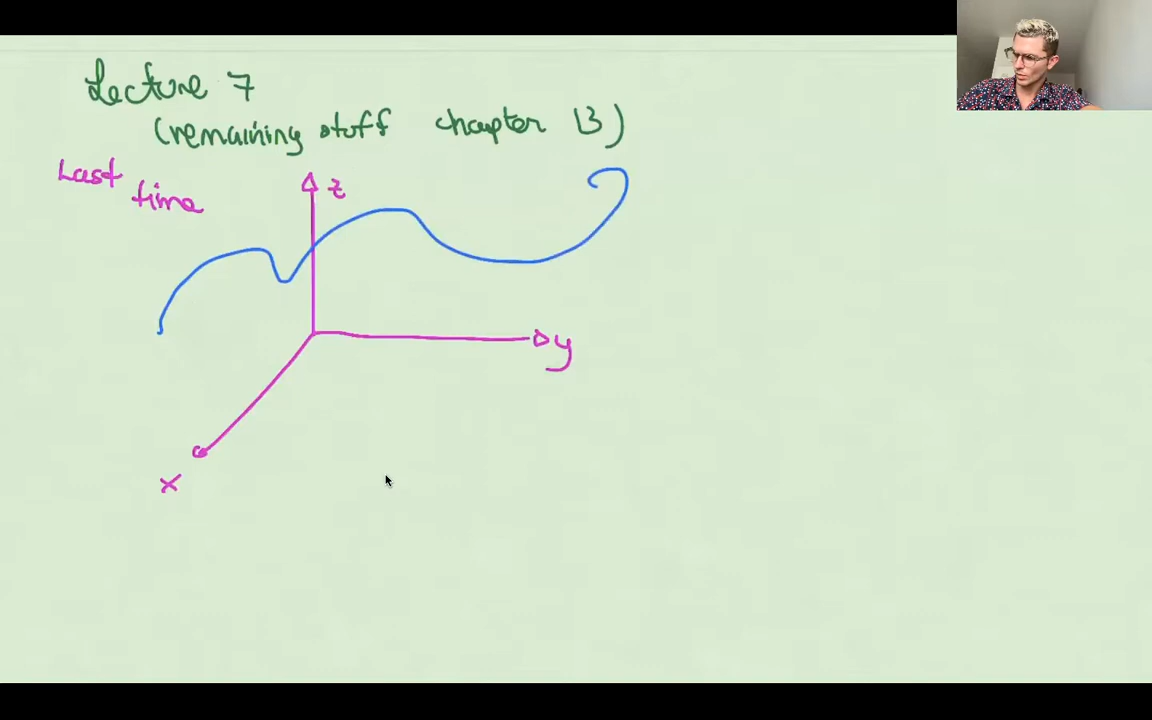 Lecture 7
(remaining stuff chapter 13)
Last
time
z
y
x